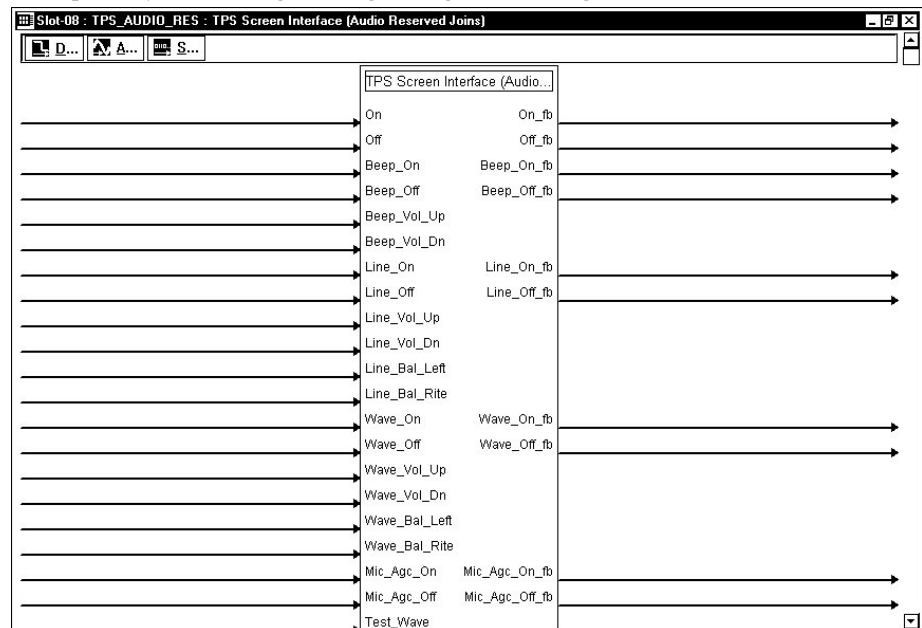 Slot-08 : TPS_AUDIO_RES : TPS Screen Interface (Audio Reserved Joins)
D... A... S...
TPS Screen Interface (Audio...
On On_fb
Off Off_fb
Beep_On Beep_On_fb
Beep_Off Beep_Off_fb
Beep_Vol_Up
Beep_Vol_Dn
Line_On Line_On_fb
Line_Off Line_Off_fb
Line_Vol_Up
Line_Vol_Dn
Line_Bal_Left
Line_Bal_Rite
Wave_On Wave_On_fb
Wave_Off Wave_Off_fb
Wave_Vol_Up
Wave_Vol_Dn
Wave_Bal_Left
Wave_Bal_Rite
Mic_Agc_On Mic_Agc_On_fb
Mic_Agc_Off Mic_Agc_Off_fb
Test_Wave